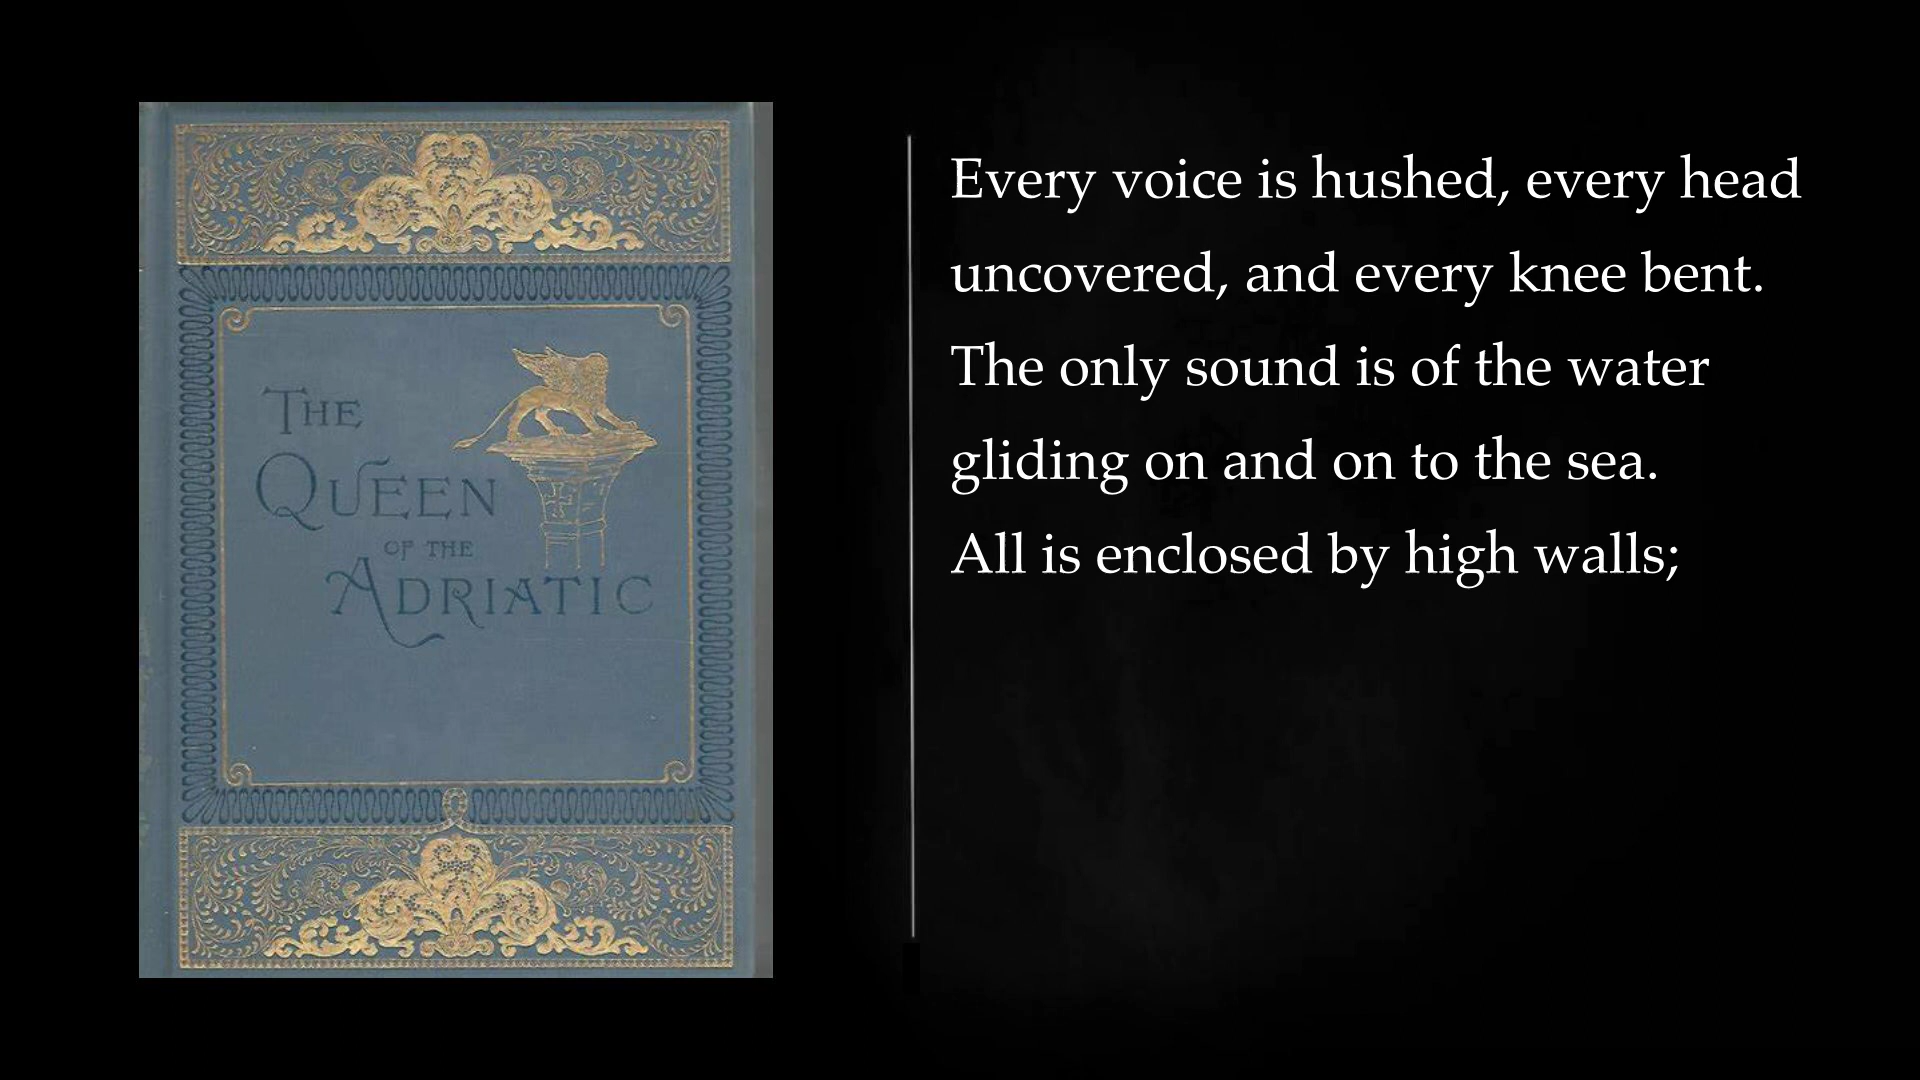 THE
QUEEN
OF THE
ADRIATIC
Every voice is hushed, every head
uncovered, and every knee bent.
The only sound is of the water
gliding on and on to the sea.
All is enclosed by high walls;